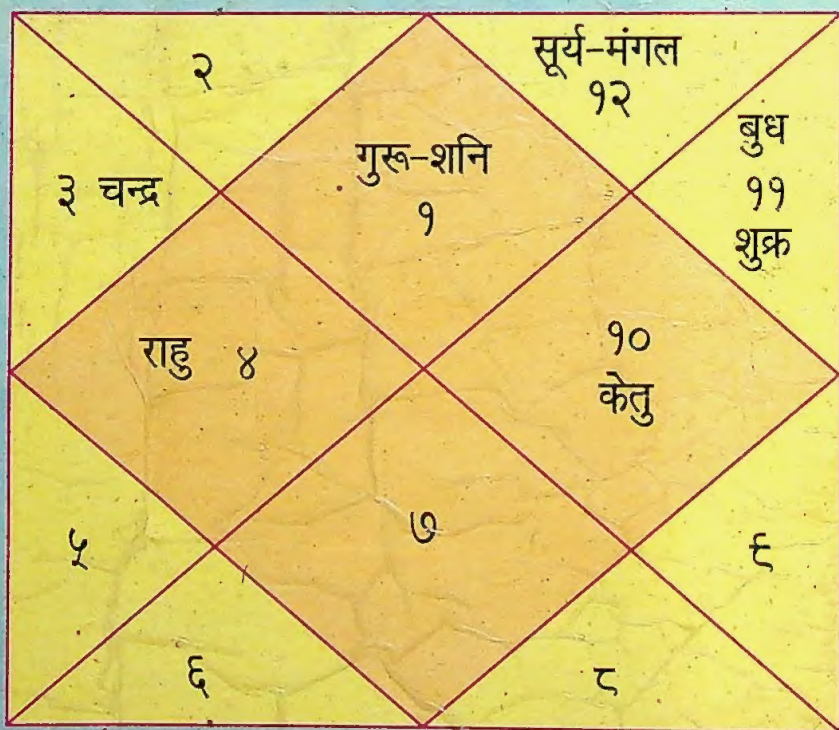 २
सूर्य-मंगल
१२
बुध
११
शुक्र
गुरू-शनि
१
३ चन्द्र
राहु ४
१०
केतु
७
५
९
६
८